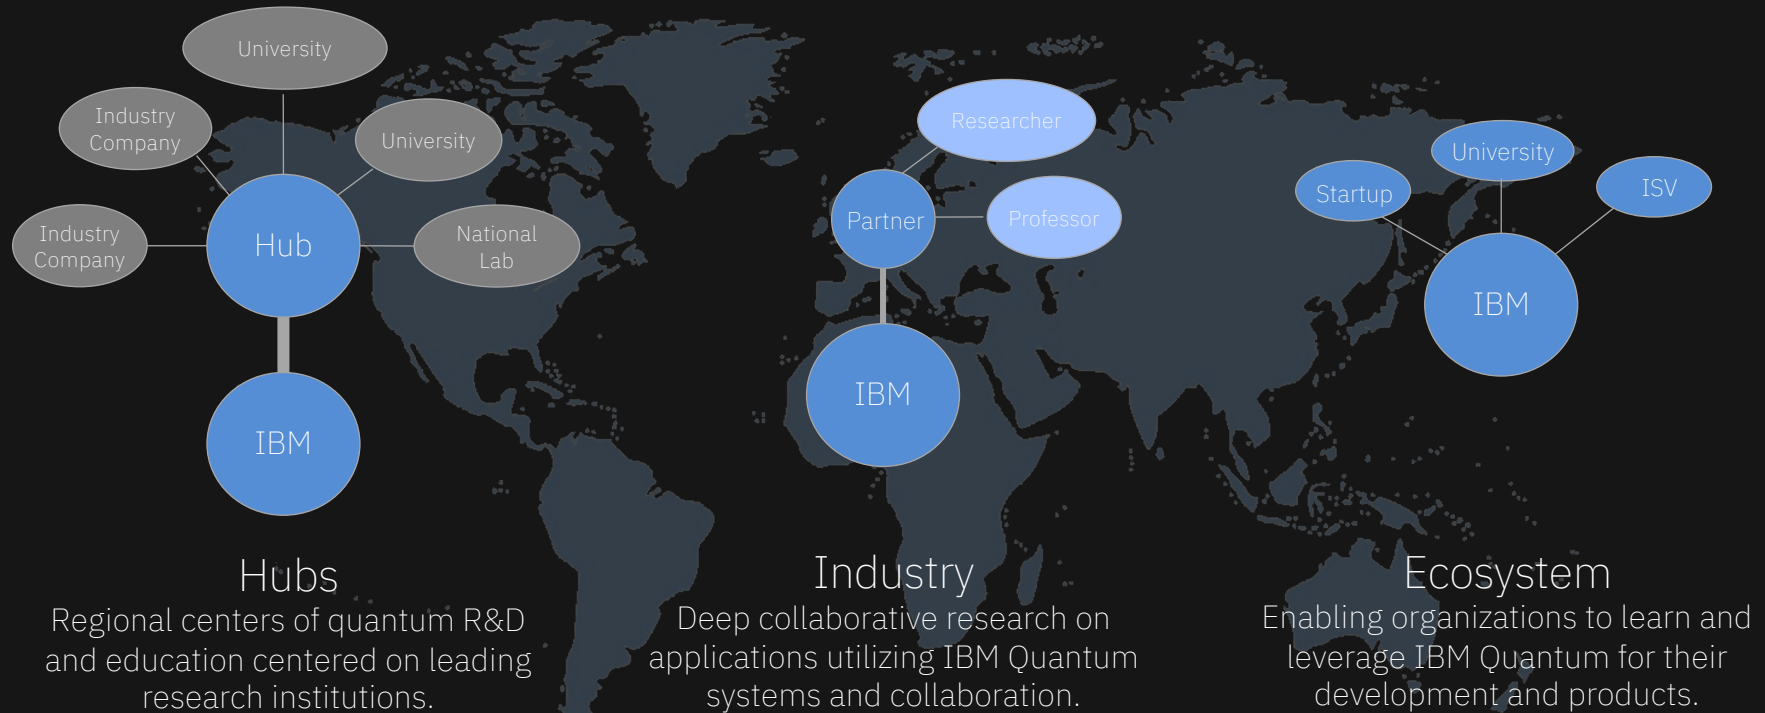 University
Industry
Company
University
Industry
Company
Hub
National
Lab
IBM
Hubs
Regional centers of quantum R&D
and education centered on leading
research institutions.
Researcher
Partner
Professor
IBM
Industry
Deep collaborative research on
applications utilizing IBM Quantum
systems and collaboration.
University
Startup
ISV
IBM
Ecosystem
Enabling organizations to learn and
leverage IBM Quantum for their
development and products.